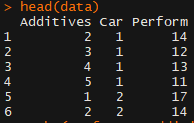 > head(data)
  Additives Car Perform
1         2   1      14
2         3   1      12
3         4   1      13
4         5   1      11
5         1   2      17
6         2   2      14